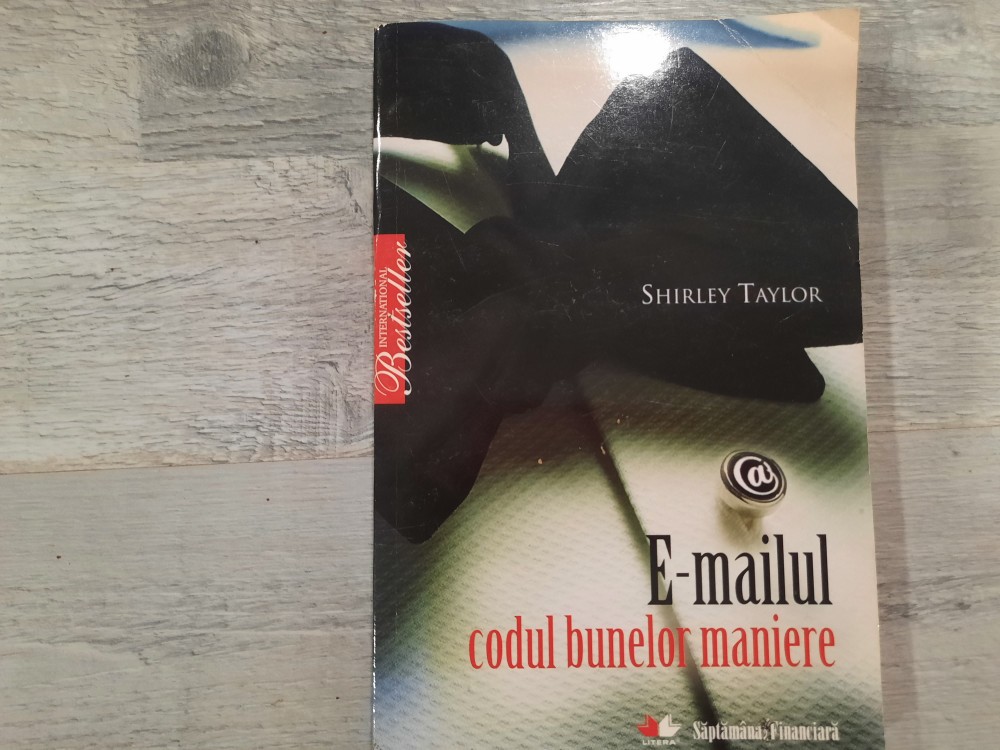 INTERNATIONAL
Bestseller
SHIRLEY TAYLOR
@
E-mailul
codul bunelor maniere
LITERA
Săptămâna Financiară